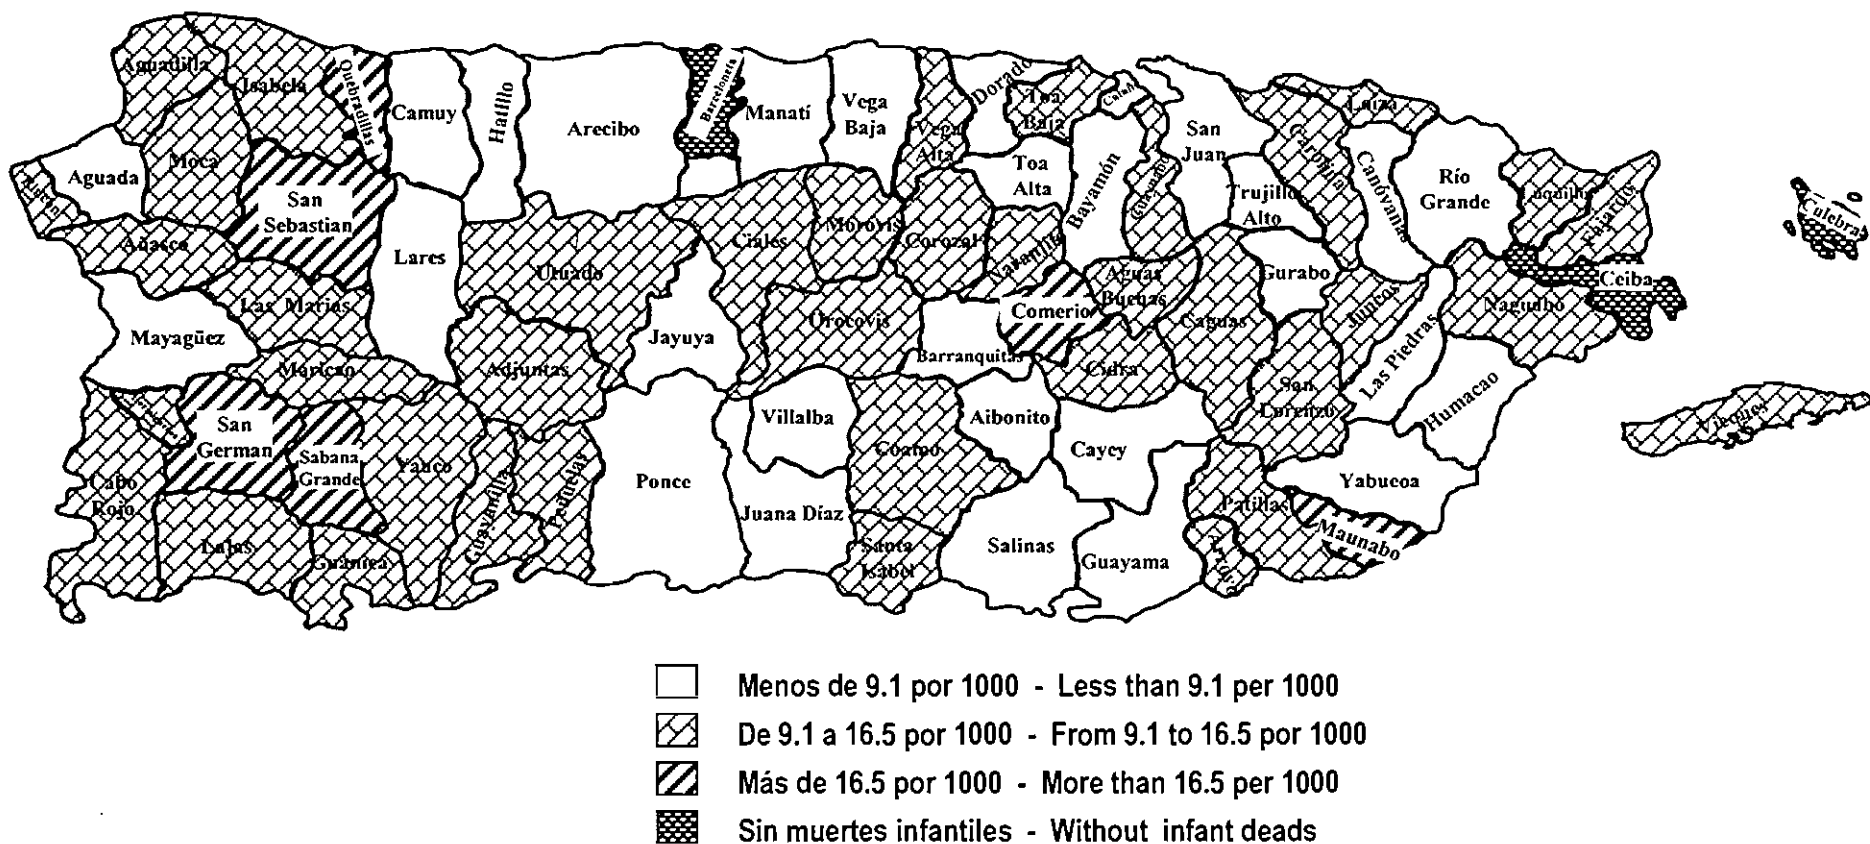 Aguadilla
Isabela
Quebradillas
Camuy
Hatillo
Arecibo
Barceloneta
Manatí
Vega
Baja
Vega
Alta
Dorado
Toa
Baja
Cataño
San
Juan
Carolina
Loiza
Moca
Aguada
Rincón
San
Sebastian
Toa
Alta
Bayamón
Guaynabo
Trujillo
Alto
Canóvanas
Río
Grande
Luquillo
Fajardo
Culebra
Añasco
Lares
Utuado
Ciales
Morovis
Corozal
Naranjito
Aguas
Buenas
Gurabo
Ceiba
Las Marias
Mayagüez
Jayuya
Orocovis
Comerio
Caguas
Juncos
Naguabo
Maricao
Adjuntas
Barranquitas
Cidra
San
Lorenzo
Las Piedras
Humacao
Vieques
San
German
Sabana
Grande
Yauco
Villalba
Aibonito
Cayey
Coamo
Cabo
Rojo
Guayanilla
Peñuelas
Ponce
Yabucoa
Juana Díaz
Patillas
Maunabo
Lajas
Guánica
Santa
Isabel
Salinas
Guayama
Arroyo
Menos de 9.1 por 1000 - Less than 9.1 per 1000
De 9.1 a 16.5 por 1000 - From 9.1 to 16.5 por 1000
Más de 16.5 por 1000 - More than 16.5 per 1000
Sin muertes infantiles - Without infant deads